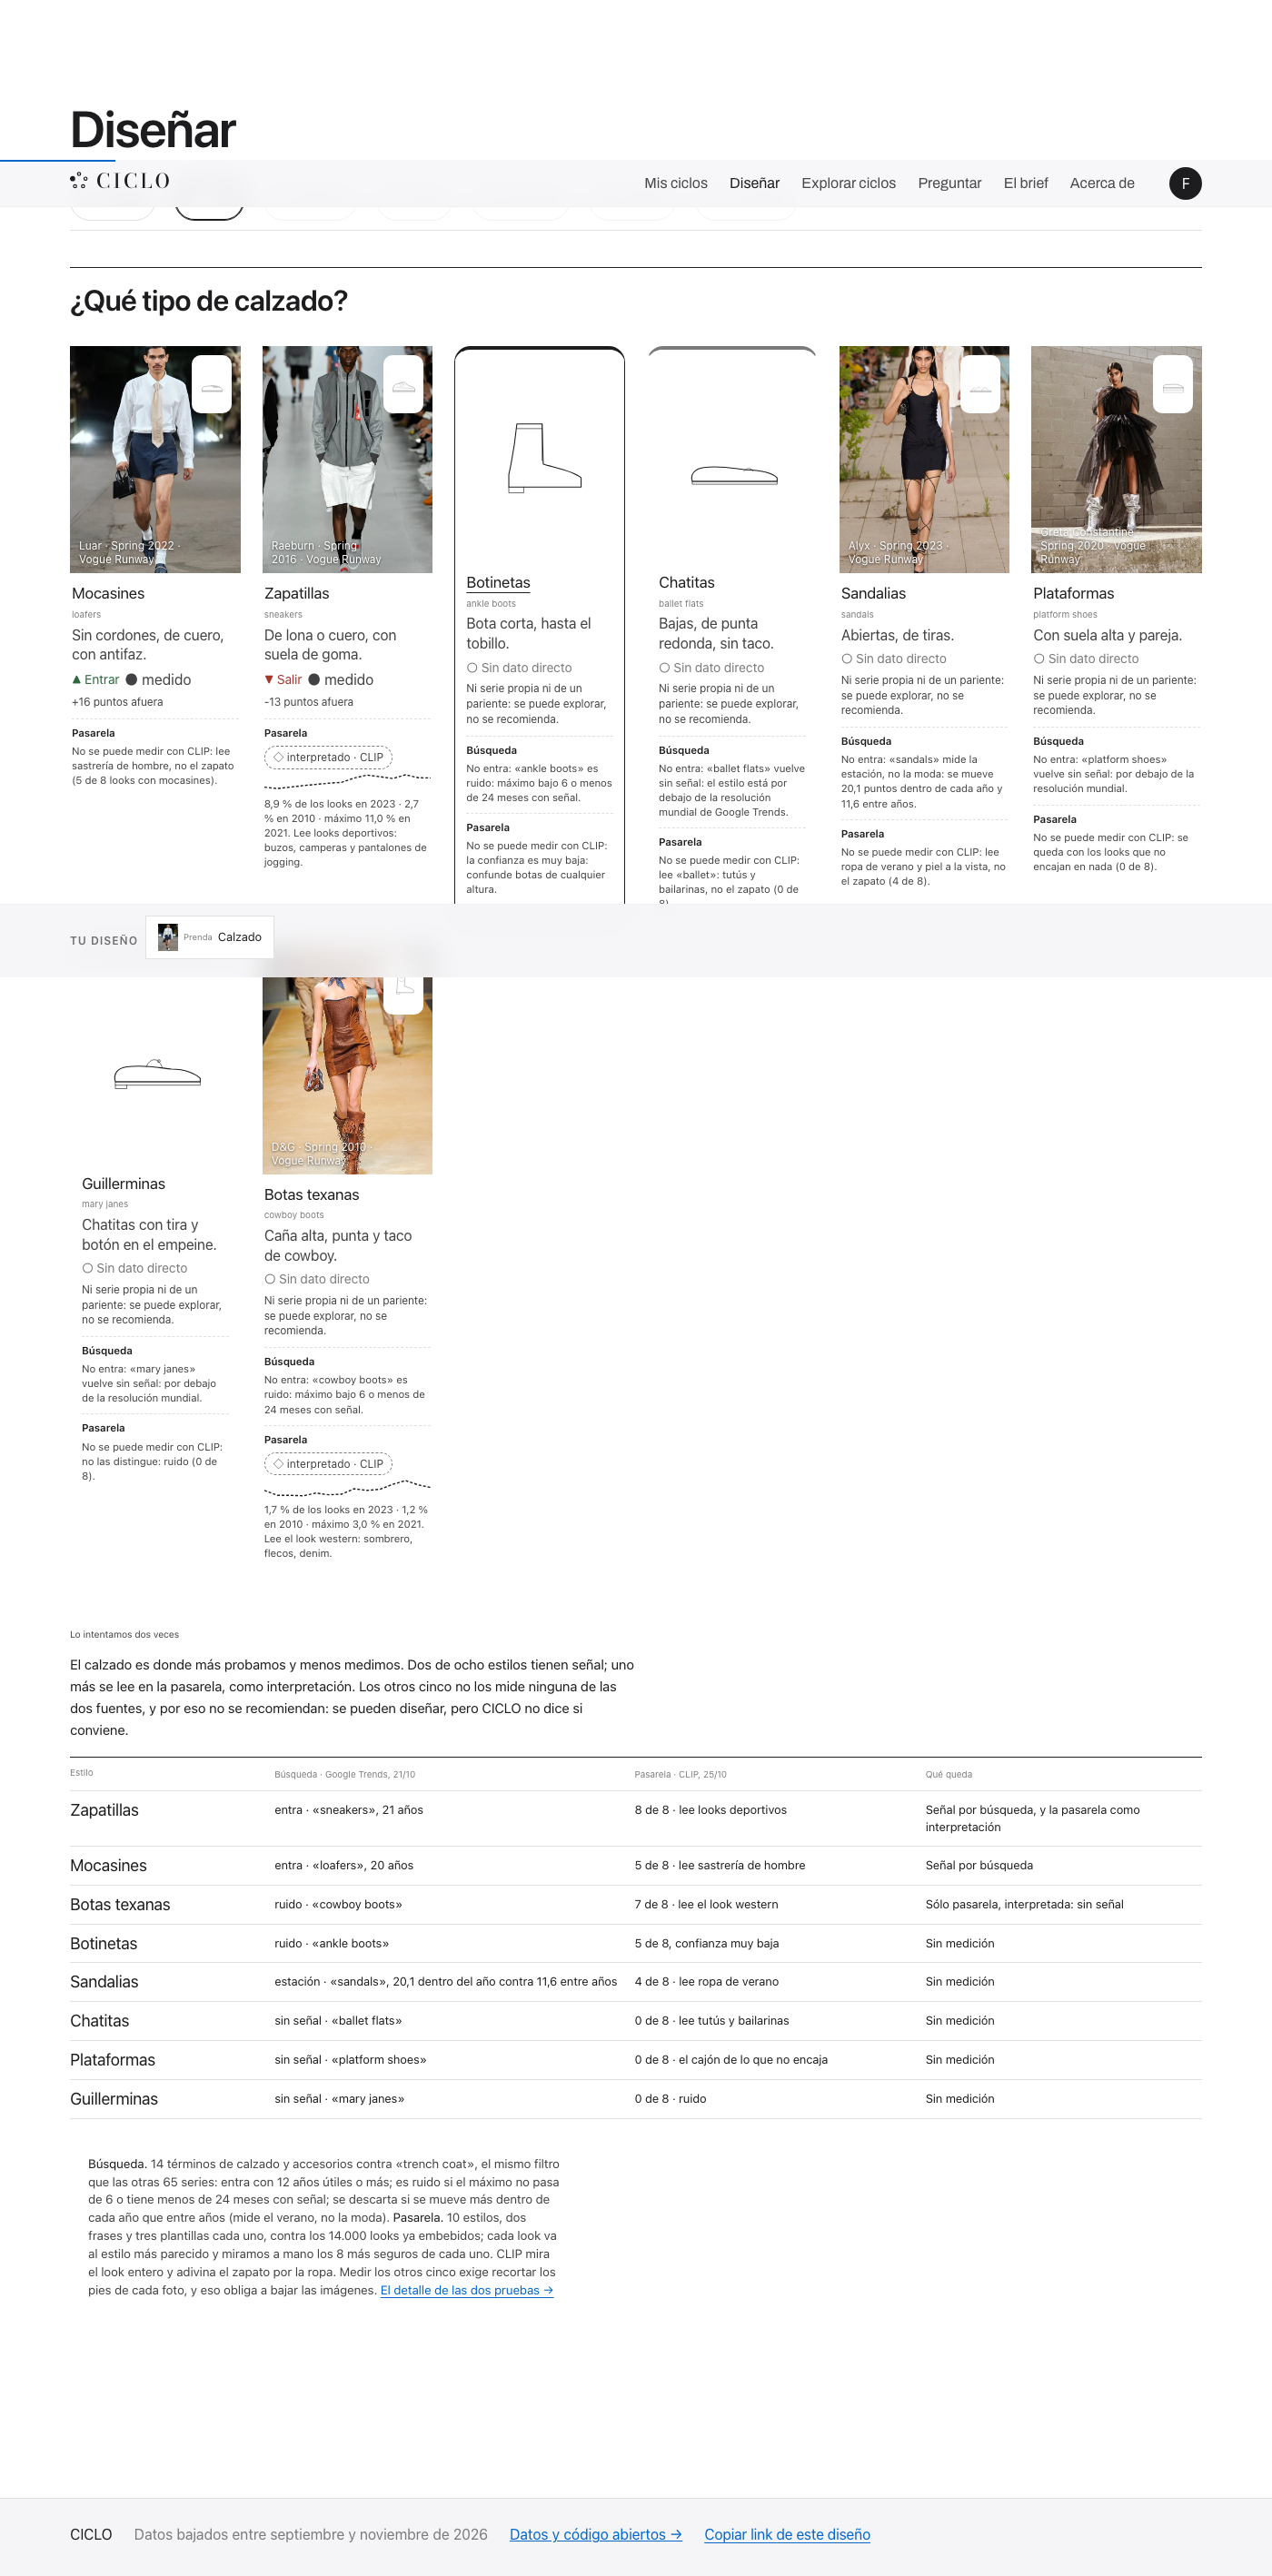 Diseñar
CICLO
Mis ciclos
Diseñar
Explorar ciclos
Preguntar
El brief
Acerca de
F
¿Qué tipo de calzado?
Luar · Spring 2022 ·
Vogue Runway
Mocasines
loafers
Sin cordones, de cuero,
con antifaz.
▲ Entrar ● medido
+16 puntos afuera
Pasarela
No se puede medir con CLIP: lee
sastrería de hombre, no el zapato
(5 de 8 looks con mocasines).
Raeburn · Spring
2016 · Vogue Runway
Zapatillas
sneakers
De lona o cuero, con
suela de goma.
▼ Salir ● medido
-13 puntos afuera
Pasarela
◇ interpretado · CLIP
8,9 % de los looks en 2023 · 2,7
% en 2010 · máximo 11,0 % en
2021. Lee looks deportivos:
buzos, camperas y pantalones de
jogging.
Botinetas
ankle boots
Bota corta, hasta el
tobillo.
○ Sin dato directo
Ni serie propia ni de un
pariente: se puede explorar,
no se recomienda.
Búsqueda
No entra: «ankle boots» es
ruido: máximo bajo 6 o menos
de 24 meses con señal.
Pasarela
No se puede medir con CLIP:
la confianza es muy baja:
confunde botas de cualquier
altura.
Chatitas
ballet flats
Bajas, de punta
redonda, sin taco.
○ Sin dato directo
Ni serie propia ni de un
pariente: se puede explorar,
no se recomienda.
Búsqueda
No entra: «ballet flats» vuelve
sin señal: el estilo está por
debajo de la resolución
mundial de Google Trends.
Pasarela
No se puede medir con CLIP:
lee «ballet»: tutús y
bailarinas, no el zapato (0 de
8).
Alyx · Spring 2023 ·
Vogue Runway
Sandalias
sandals
Abiertas, de tiras.
○ Sin dato directo
Ni serie propia ni de un pariente:
se puede explorar, no se
recomienda.
Búsqueda
No entra: «sandals» mide la
estación, no la moda: se mueve
20,1 puntos dentro de cada año y
11,6 entre años.
Pasarela
No se puede medir con CLIP: lee
ropa de verano y piel a la vista, no
el zapato (4 de 8).
Greta Constantine ·
Spring 2020 · Vogue
Runway
Plataformas
platform shoes
Con suela alta y pareja.
○ Sin dato directo
Ni serie propia ni de un pariente:
se puede explorar, no se
recomienda.
Búsqueda
No entra: «platform shoes»
vuelve sin señal: por debajo de la
resolución mundial.
Pasarela
No se puede medir con CLIP: se
queda con los looks que no
encajan en nada (0 de 8).
TU DISEÑO
Prenda Calzado
Guillerminas
mary janes
Chatitas con tira y
botón en el empeine.
○ Sin dato directo
Ni serie propia ni de un
pariente: se puede explorar,
no se recomienda.
Búsqueda
No entra: «mary janes»
vuelve sin señal: por debajo
de la resolución mundial.
Pasarela
No se puede medir con CLIP:
no las distingue: ruido (0 de
8).
D&G · Spring 2010 ·
Vogue Runway
Botas texanas
cowboy boots
Caña alta, punta y taco
de cowboy.
○ Sin dato directo
Ni serie propia ni de un pariente:
se puede explorar, no se
recomienda.
Búsqueda
No entra: «cowboy boots» es
ruido: máximo bajo 6 o menos de
24 meses con señal.
Pasarela
◇ interpretado · CLIP
1,7 % de los looks en 2023 · 1,2 %
en 2010 · máximo 3,0 % en 2021.
Lee el look western: sombrero,
flecos, denim.
Lo intentamos dos veces
El calzado es donde más probamos y menos medimos. Dos de ocho estilos tienen señal; uno
más se lee en la pasarela, como interpretación. Los otros cinco no los mide ninguna de las
dos fuentes, y por eso no se recomiendan: se pueden diseñar, pero CICLO no dice si
conviene.
Estilo Búsqueda · Google Trends, 21/10 Pasarela · CLIP, 25/10 Qué queda
Zapatillas entra · «sneakers», 21 años 8 de 8 · lee looks deportivos Señal por búsqueda, y la pasarela como
interpretación
Mocasines entra · «loafers», 20 años 5 de 8 · lee sastrería de hombre Señal por búsqueda
Botas texanas ruido · «cowboy boots» 7 de 8 · lee el look western Sólo pasarela, interpretada: sin señal
Botinetas ruido · «ankle boots» 5 de 8, confianza muy baja Sin medición
Sandalias estación · «sandals», 20,1 dentro del año contra 11,6 entre años 4 de 8 · lee ropa de verano Sin medición
Chatitas sin señal · «ballet flats» 0 de 8 · lee tutús y bailarinas Sin medición
Plataformas sin señal · «platform shoes» 0 de 8 · el cajón de lo que no encaja Sin medición
Guillerminas sin señal · «mary janes» 0 de 8 · ruido Sin medición
Búsqueda. 14 términos de calzado y accesorios contra «trench coat», el mismo filtro
que las otras 65 series: entra con 12 años útiles o más; es ruido si el máximo no pasa
de 6 o tiene menos de 24 meses con señal; se descarta si se mueve más dentro de
cada año que entre años (mide el verano, no la moda). Pasarela. 10 estilos, dos
frases y tres plantillas cada uno, contra los 14.000 looks ya embebidos; cada look va
al estilo más parecido y miramos a mano los 8 más seguros de cada uno. CLIP mira
el look entero y adivina el zapato por la ropa. Medir los otros cinco exige recortar los
pies de cada foto, y eso obliga a bajar las imágenes. El detalle de las dos pruebas →
CICLO Datos bajados entre septiembre y noviembre de 2026 Datos y código abiertos → Copiar link de este diseño